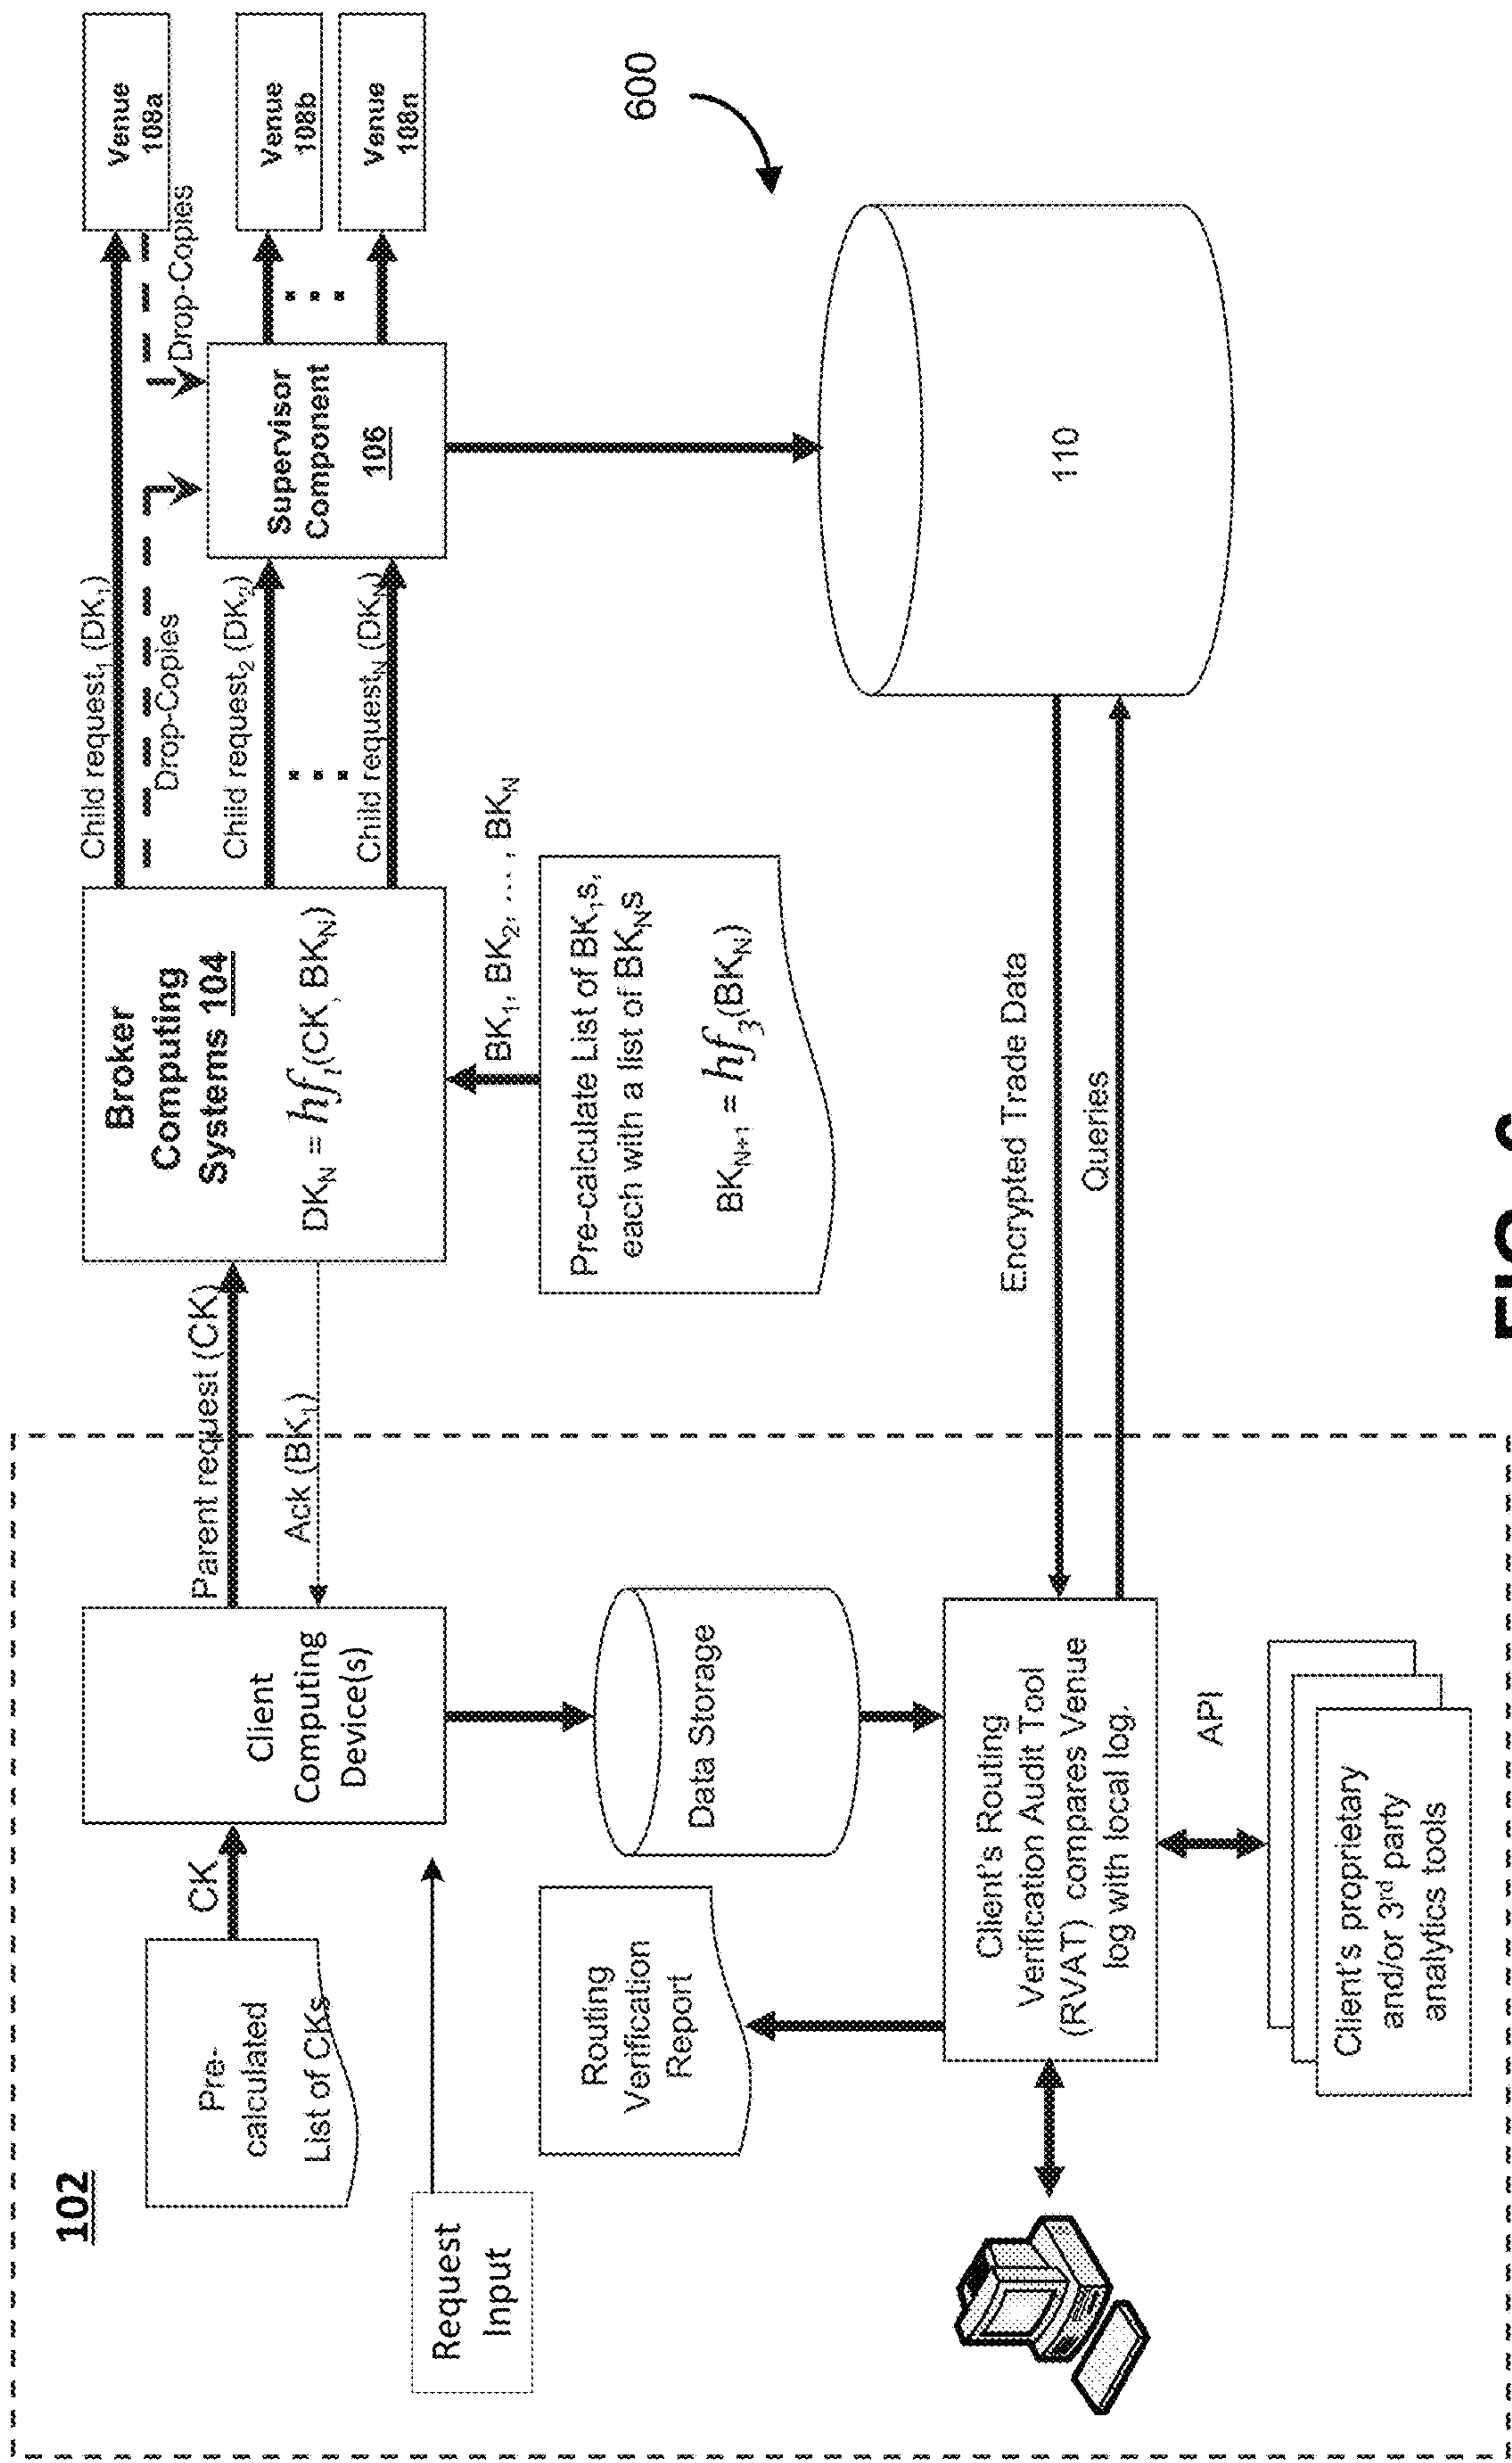 102
Pre-
calculated
List of CKs
CK
Request
Input
Client
Computing
Device(s)
Parent request (CK)
Ack (BK₁)
Broker
Computing
Systems 104
DKN = hf₁(CK, BKN)
BK₁, BK₂, ... , BKN
Pre-calculate List of BK₁s,
each with a list of BKNs
BKN+1 = hf₃(BKN)
Child request₁ (DK₁)
Drop-Copies
Child request₂ (DK₂)
Child requestN (DKN)
Supervisor
Component
106
Drop-Copies
Venue
108a
Venue
108b
Venue
108n
600
110
Data Storage
Routing
Verification
Report
Client's Routing
Verification Audit Tool
(RVAT) compares Venue
log with local log.
Encrypted Trade Data
Queries
API
Client's proprietary
and/or 3rd party
analytics tools